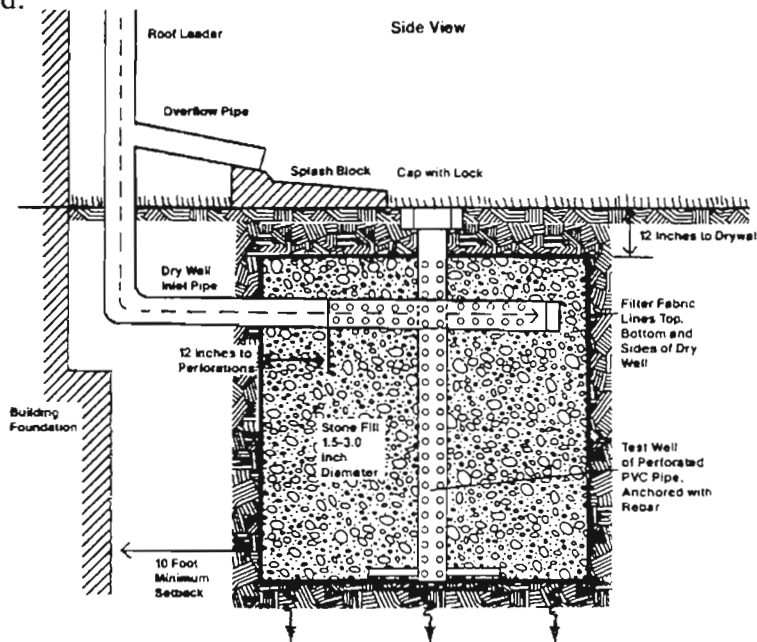 d.
Roof Leader
Side View
Overflow Pipe
Splash Block
Cap with Lock
12 Inches to Drywal
Dry Well
Inlet Pipe
Filter Fabric
Lines Top,
Bottom and
Sides of Dry
Well
12 Inches to
Perforations
Building
Foundation
Stone Fill
1.5-3.0
Inch
Diameter
Test Well
of Perforated
PVC Pipe,
Anchored with
Rebar
10 Foot
Minimum
Setback